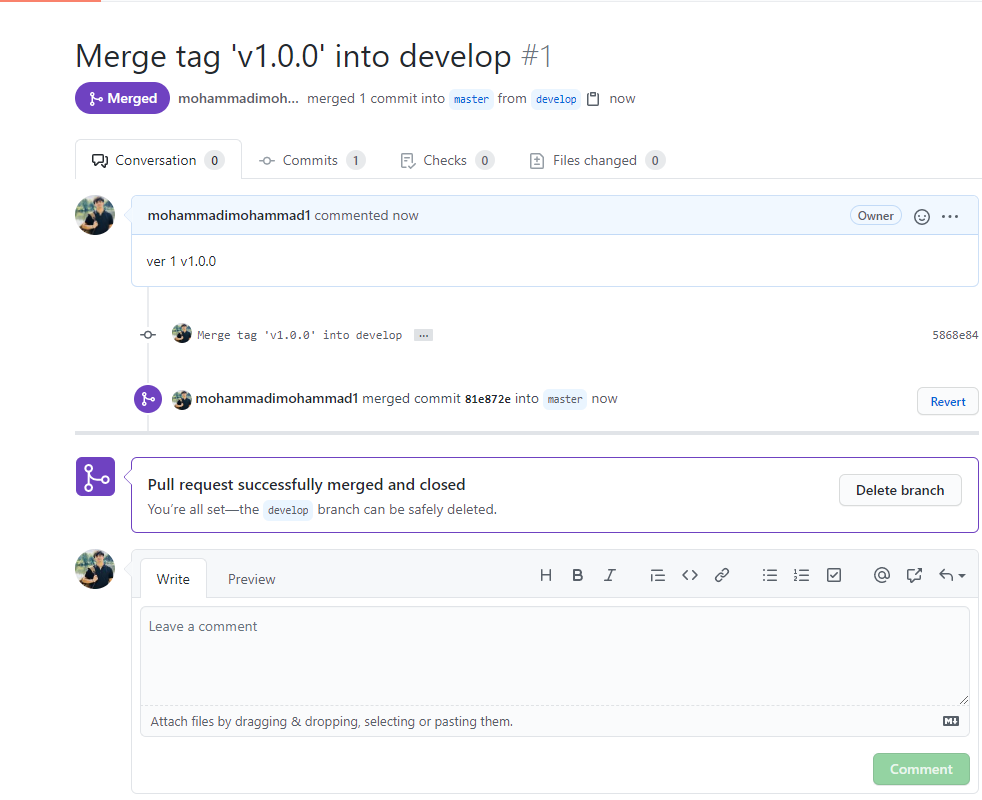 Merge tag 'v1.0.0' into develop #1
Merged mohammadimoh... merged 1 commit into master from develop now
Conversation 0 Commits 1 Checks 0 Files changed 0
mohammadimohammad1 commented now Owner
ver 1 v1.0.0
Merge tag 'v1.0.0' into develop ... 5868e84
mohammadimohammad1 merged commit 81e872e into master now Revert
Pull request successfully merged and closed
You're all set—the develop branch can be safely deleted.
Delete branch
Write Preview
Leave a comment
Attach files by dragging & dropping, selecting or pasting them.
Comment